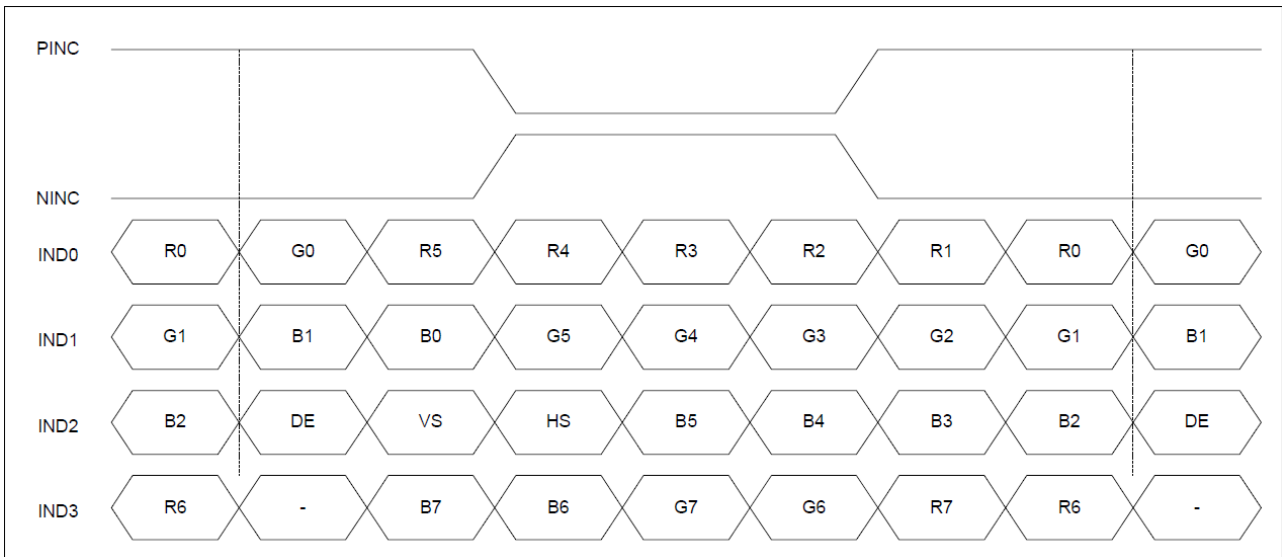 PINC
NINC
IND0 R0 G0 R5 R4 R3 R2 R1 R0 G0
IND1 G1 B1 B0 G5 G4 G3 G2 G1 B1
IND2 B2 DE VS HS B5 B4 B3 B2 DE
IND3 R6 - B7 B6 G7 G6 R7 R6 -